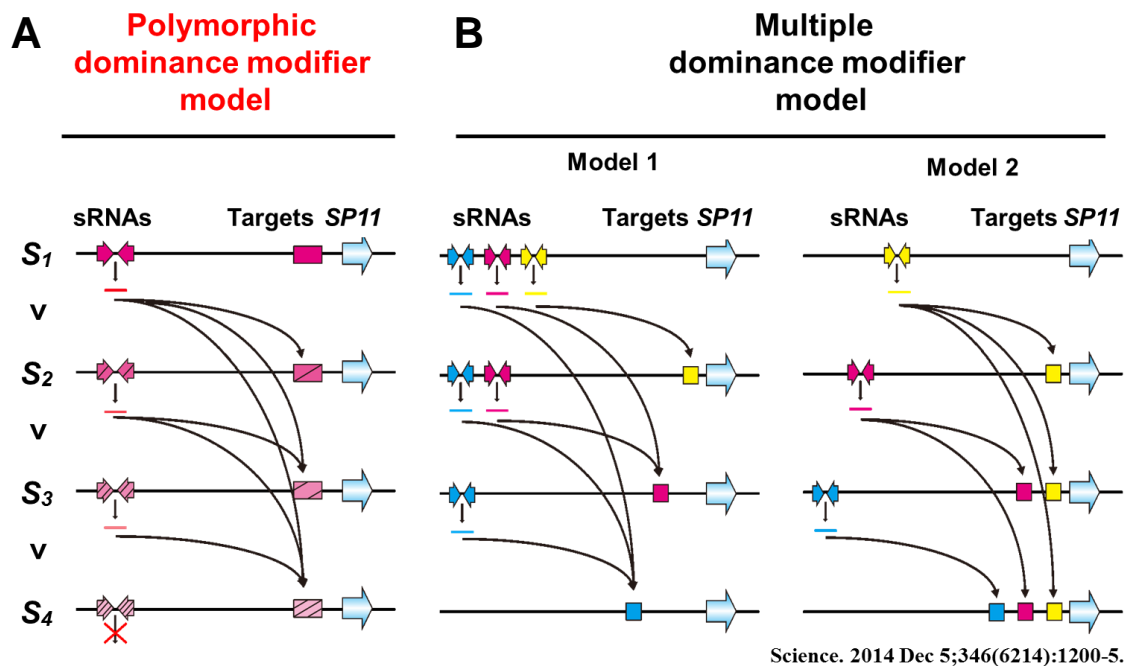 A
Polymorphic
dominance modifier
model
B
Multiple
dominance modifier
model
Model 1
Model 2
sRNAs
Targets SP11
sRNAs
Targets SP11
sRNAs
Targets SP11
S1
v
S2
v
S3
v
S4
Science. 2014 Dec 5;346(6214):1200-5.